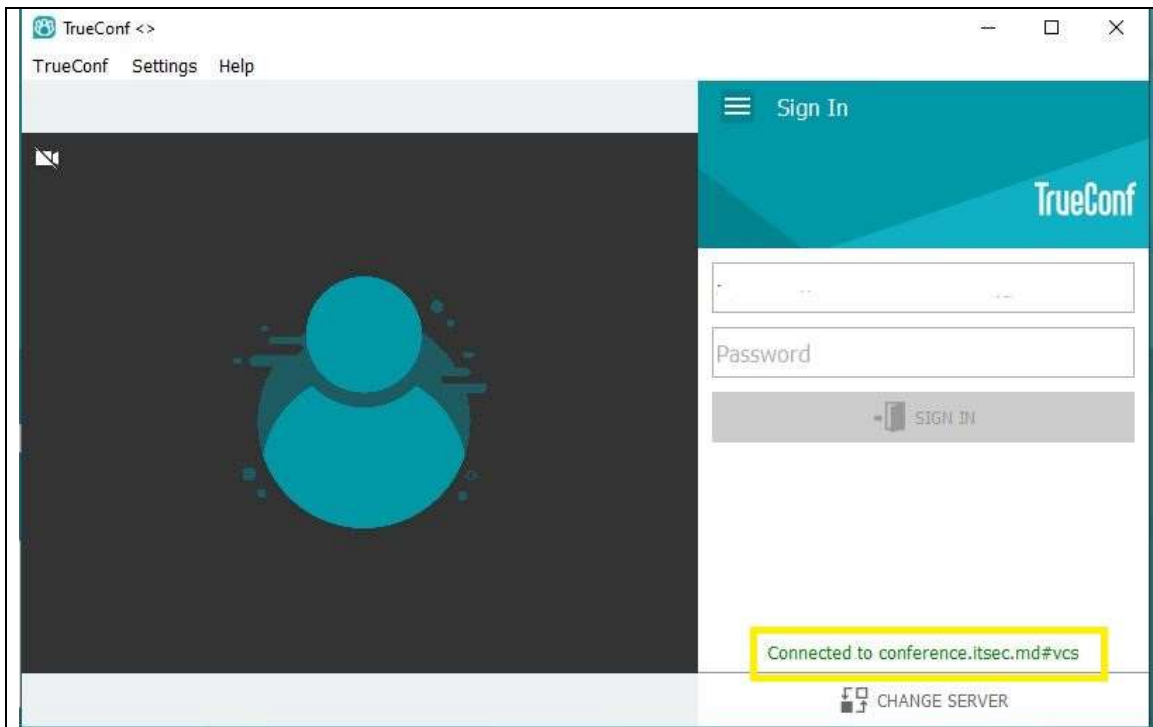 TrueConf <>
TrueConf Settings Help
Sign In
TrueConf
Password
SIGN IN
Connected to conference.itsec.md#vcs
CHANGE SERVER